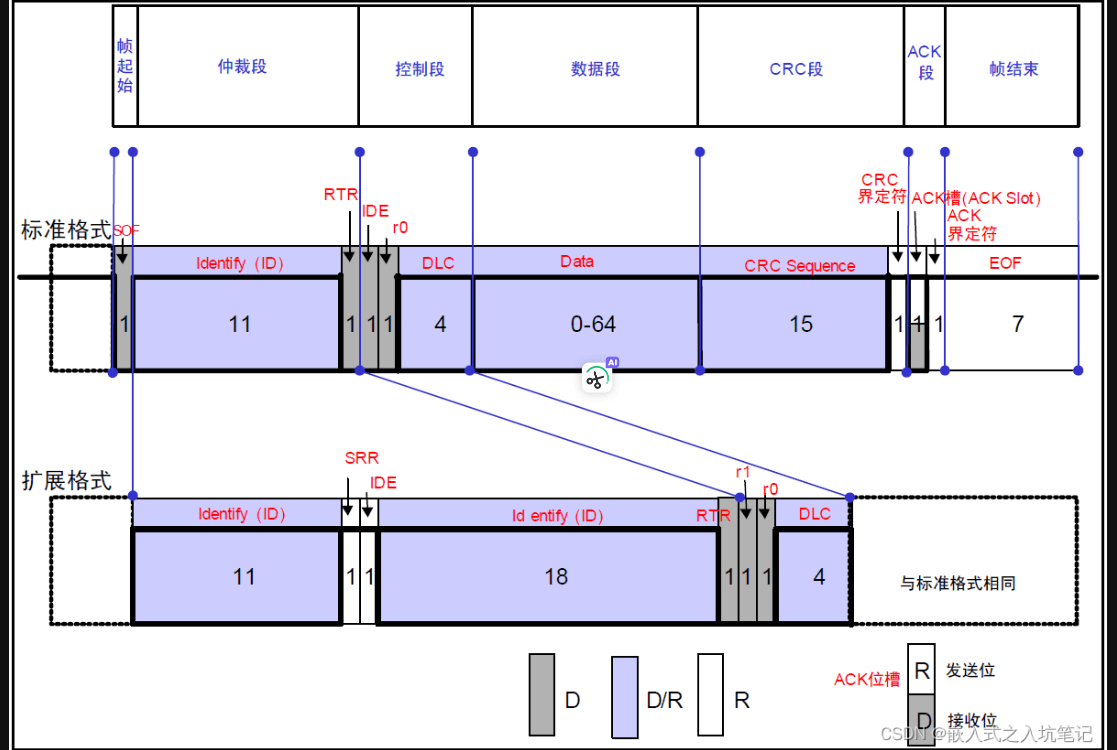 帧起始
仲裁段
控制段
数据段
CRC段
ACK段
帧结束
RTR
IDE
r0
CRC
界定符
ACK槽(ACK Slot)
ACK
界定符
标准格式
SOF
Identify (ID)
DLC
Data
CRC Sequence
EOF
1
11
1
1
1
4
0-64
15
1
1
1
7
AI
扩展格式
SRR
IDE
r1
r0
Identify (ID)
Id entify (ID)
RTR
DLC
11
1
1
18
1
1
1
4
与标准格式相同
D
D/R
R
ACK位槽
R
发送位
D
接收位
CSDN @嵌入式之入坑笔记